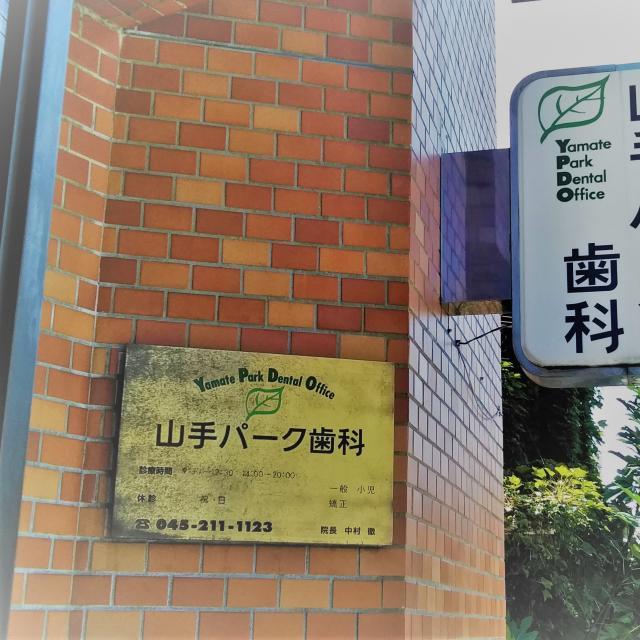 Yamate Park Dental Office
山手パーク歯科
診療時間 14:00-20:00
休診 祝 日
一般 小児
矯正
☎ 045-211-1123
院長 中村 徹
Yamate
Park
Dental
Office
歯科